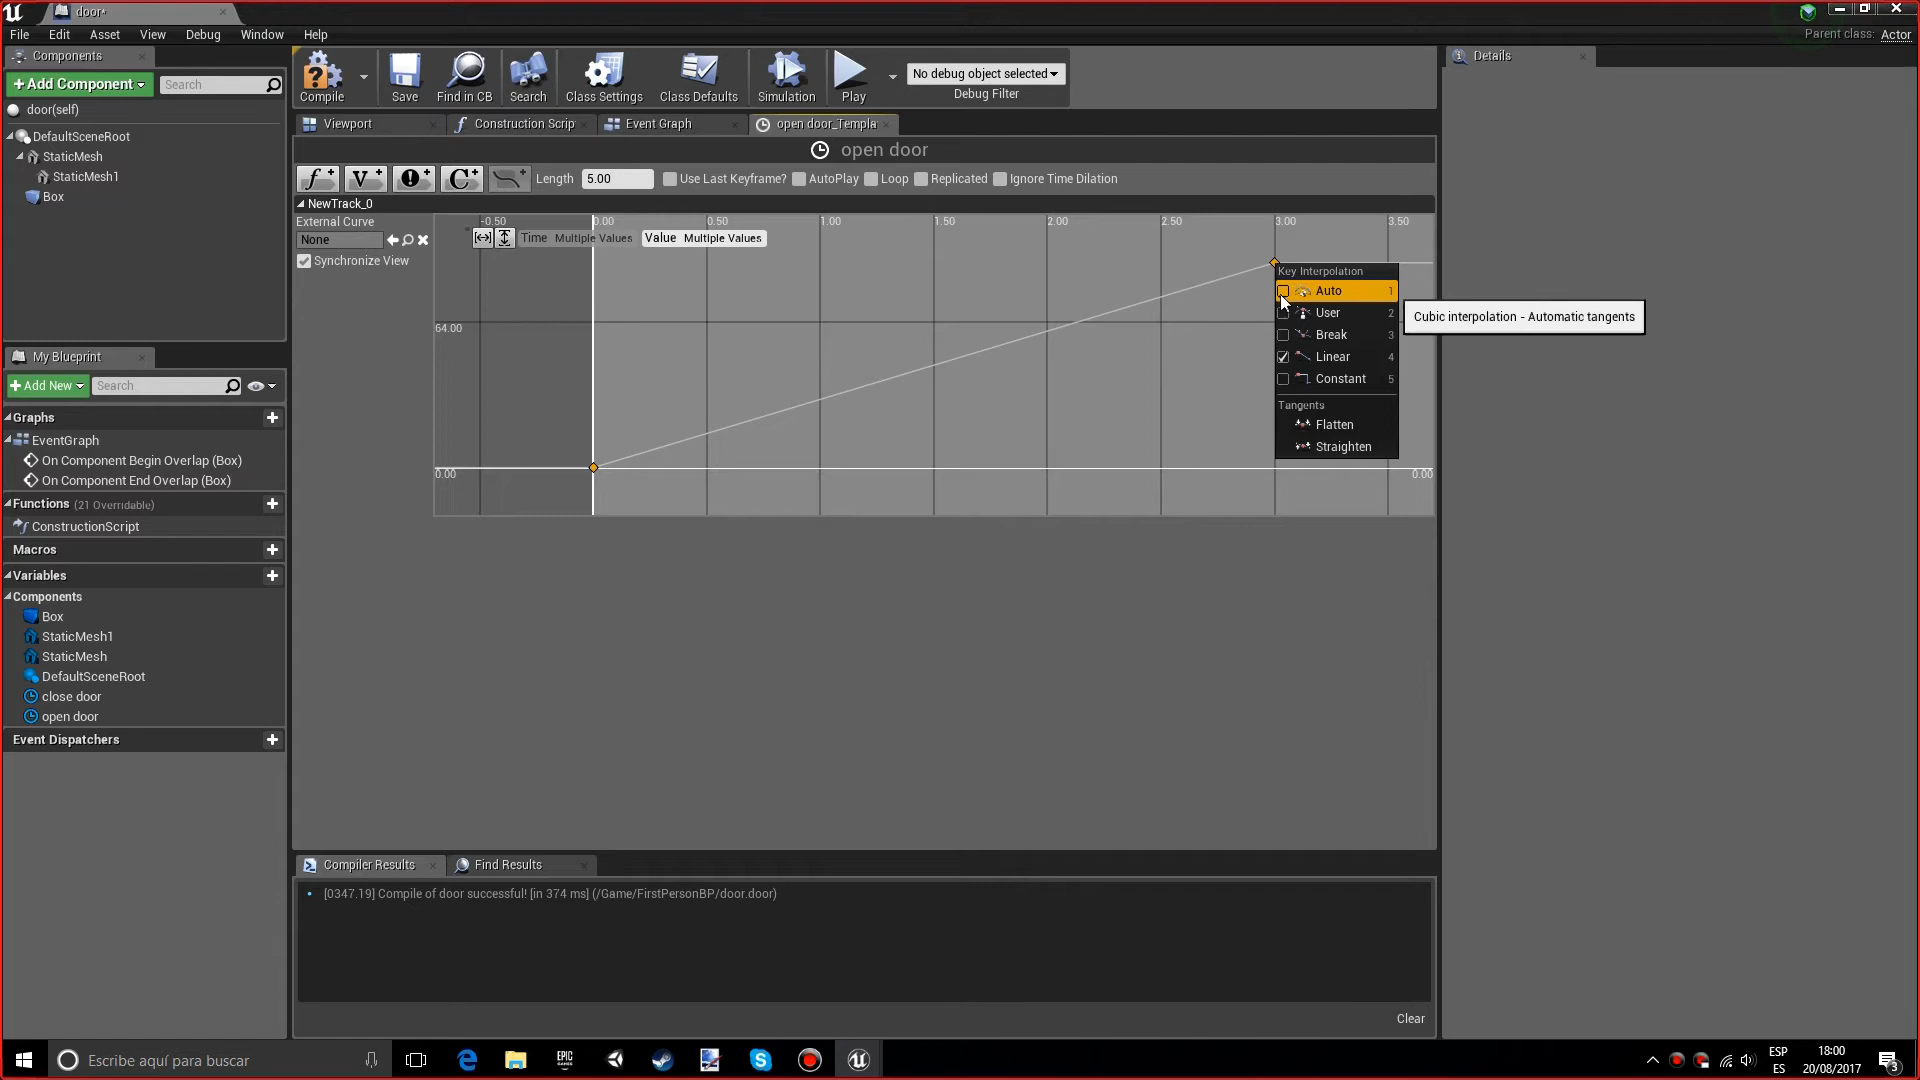 door*
File Edit Asset View Debug Window Help
Parent class: Actor
Components
+ Add Component
Search
door(self)
DefaultSceneRoot
StaticMesh
StaticMesh1
Box
Compile
Save
Find in CB
Search
Class Settings
Class Defaults
Simulation
Play
No debug object selected
Debug Filter
Details
Viewport
Construction Scrip
Event Graph
open door_Templa
open door
Length 5.00 Use Last Keyframe? AutoPlay Loop Replicated Ignore Time Dilation
NewTrack_0
External Curve
None
Synchronize View
-0.50 0.00 0.50 1.00 1.50 2.00 2.50 3.00 3.50
Time Multiple Values Value Multiple Values
64.00
0.00
0.00
Key Interpolation
Auto 1
User 2
Break 3
Linear 4
Constant 5
Tangents
Flatten
Straighten
Cubic interpolation - Automatic tangents
My Blueprint
+ Add New
Search
Graphs
EventGraph
On Component Begin Overlap (Box)
On Component End Overlap (Box)
Functions (21 Overridable)
ConstructionScript
Macros
Variables
Components
Box
StaticMesh1
StaticMesh
DefaultSceneRoot
close door
open door
Event Dispatchers
Compiler Results
Find Results
[0347.19] Compile of door successful! [in 374 ms] (/Game/FirstPersonBP/door.door)
Clear
Escribe aquí para buscar
EPIC
GAMES
ESP
ES
18:00
20/08/2017
3